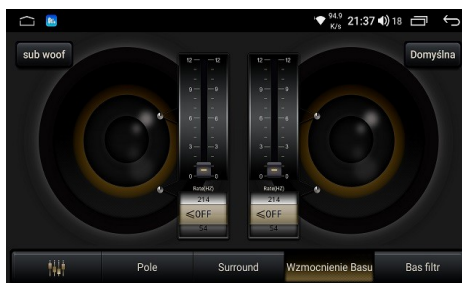 94.9
K/s
21:37
18
sub woof
Domyślna
12 12
9 9
6 6
3 3
0 0
Rate(HZ)
214
≪OFF
54
12 12
9 9
6 6
3 3
0 0
Rate(HZ)
214
≪OFF
54
Pole
Surround
Wzmocnienie Basu
Bas filtr